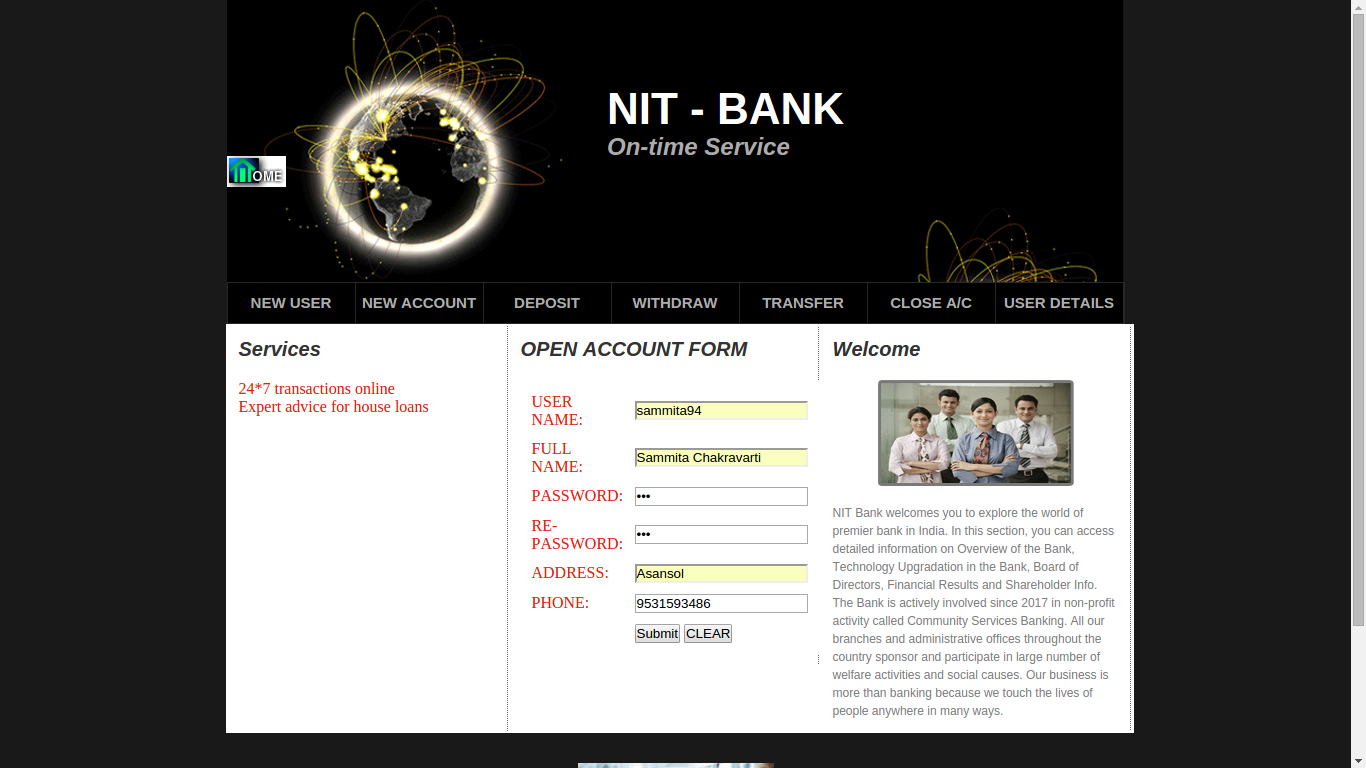 NIT - BANK
On-time Service
OME
NEW USER NEW ACCOUNT DEPOSIT WITHDRAW TRANSFER CLOSE A/C USER DETAILS
Services
24*7 transactions online
Expert advice for house loans
OPEN ACCOUNT FORM
USER
NAME:
sammita94
FULL
NAME:
Sammita Chakravarti
PASSWORD:
•••
RE-
PASSWORD:
•••
ADDRESS:
Asansol
PHONE:
9531593486
Submit CLEAR
Welcome
NIT Bank welcomes you to explore the world of
premier bank in India. In this section, you can access
detailed information on Overview of the Bank,
Technology Upgradation in the Bank, Board of
Directors, Financial Results and Shareholder Info.
The Bank is actively involved since 2017 in non-profit
activity called Community Services Banking. All our
branches and administrative offices throughout the
country sponsor and participate in large number of
welfare activities and social causes. Our business is
more than banking because we touch the lives of
people anywhere in many ways.